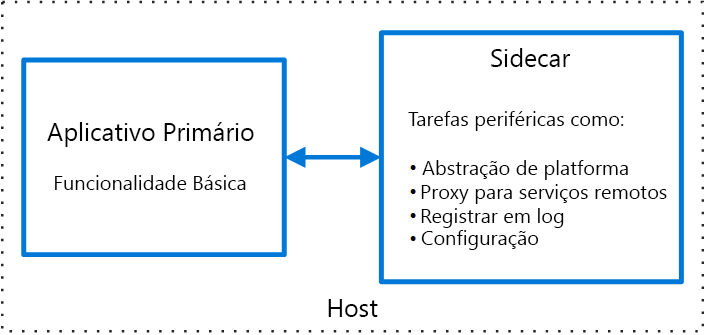 Aplicativo Primário
Funcionalidade Básica
Sidecar
Tarefas periféricas como:
• Abstração de platforma
• Proxy para serviços remotos
• Registrar em log
• Configuração
Host